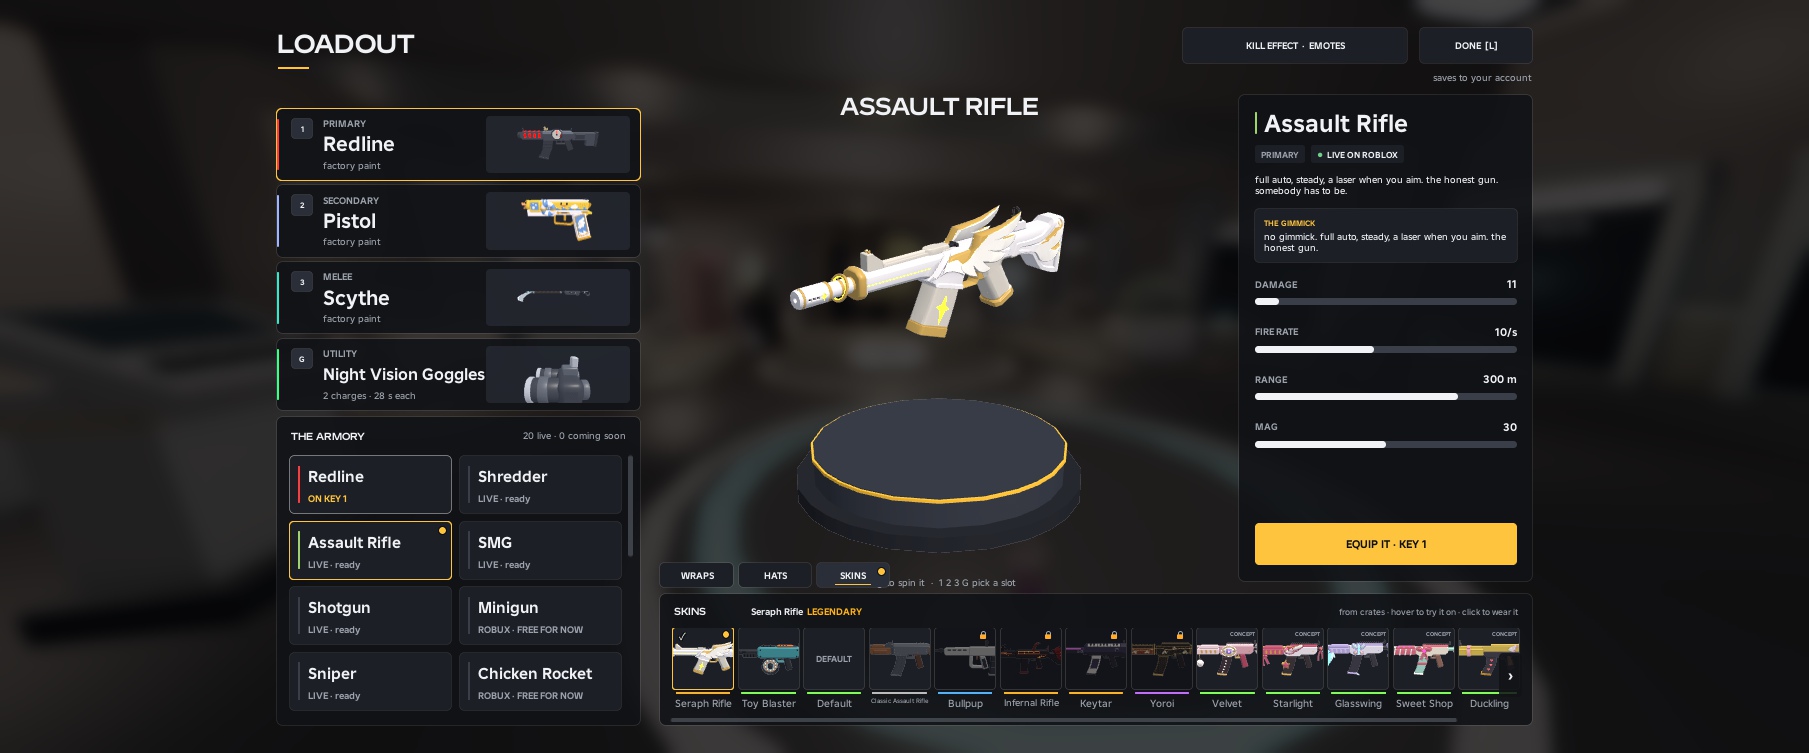 LOADOUT
KILL EFFECT · EMOTES
DONE [L]
saves to your account
1
PRIMARY
Redline
factory paint
2
SECONDARY
Pistol
factory paint
3
MELEE
Scythe
factory paint
G
UTILITY
Night Vision Goggles
2 charges · 28 s each
THE ARMORY
20 live · 0 coming soon
Redline
ON KEY 1
Shredder
LIVE · ready
Assault Rifle
LIVE · ready
SMG
LIVE · ready
Shotgun
LIVE · ready
Minigun
ROBUX · FREE FOR NOW
Sniper
LIVE · ready
Chicken Rocket
ROBUX · FREE FOR NOW
ASSAULT RIFLE
WRAPS
HATS
SKINS
to spin it · 1 2 3 G pick a slot
SKINS
Seraph Rifle LEGENDARY
from crates · hover to try it on · click to wear it
DEFAULT
CONCEPT
CONCEPT
CONCEPT
CONCEPT
CONCEPT
Seraph Rifle
Toy Blaster
Default
Classic Assault Rifle
Bullpup
Infernal Rifle
Keytar
Yoroi
Velvet
Starlight
Glasswing
Sweet Shop
Duckling
Assault Rifle
PRIMARY
LIVE ON ROBLOX
full auto, steady, a laser when you aim. the honest gun.
somebody has to be.
THE GIMMICK
no gimmick. full auto, steady, a laser when you aim. the
honest gun.
DAMAGE
11
FIRE RATE
10/s
RANGE
300 m
MAG
30
EQUIP IT · KEY 1